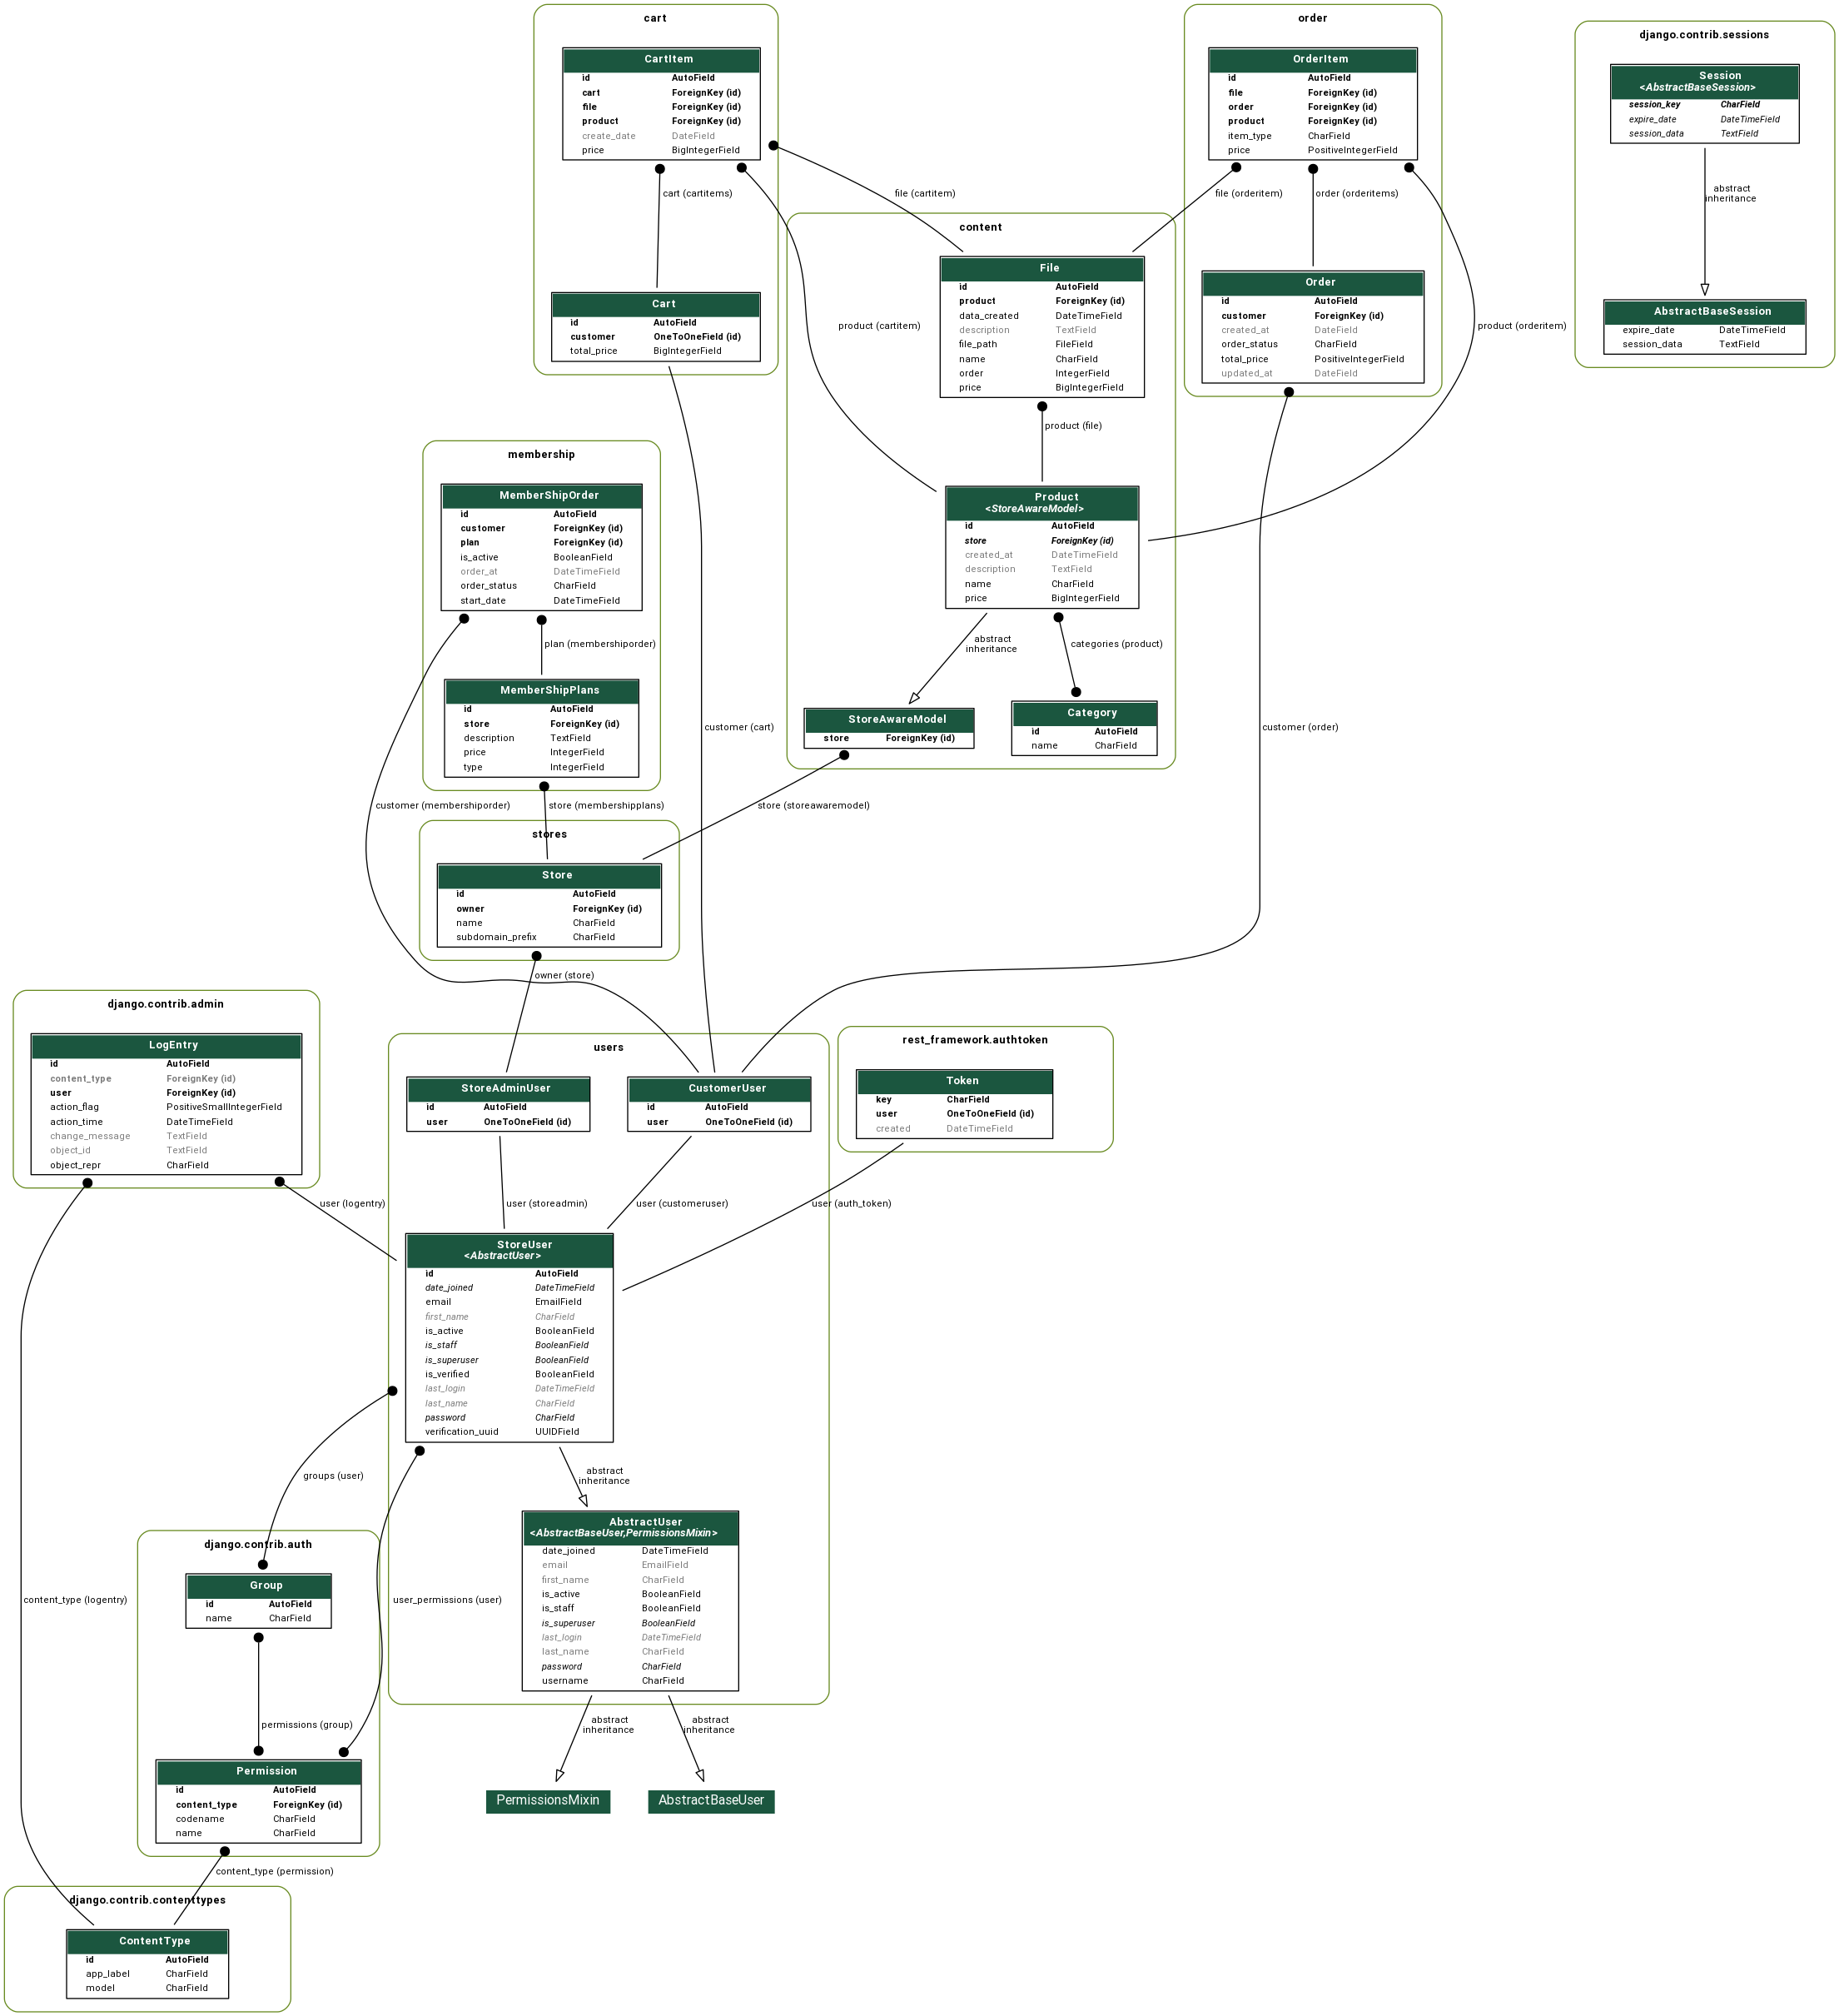 cart
CartItem
id AutoField
cart ForeignKey (id)
file ForeignKey (id)
product ForeignKey (id)
create_date DateField
price BigIntegerField
cart (cartitems)
file (cartitem)
product (cartitem)
Cart
id AutoField
customer OneToOneField (id)
total_price BigIntegerField
customer (cart)
order
OrderItem
id AutoField
file ForeignKey (id)
order ForeignKey (id)
product ForeignKey (id)
item_type CharField
price PositiveIntegerField
file (orderitem)
order (orderitems)
product (orderitem)
Order
id AutoField
customer ForeignKey (id)
created_at DateField
order_status CharField
total_price PositiveIntegerField
updated_at DateField
customer (order)
django.contrib.sessions
Session
<AbstractBaseSession>
session_key CharField
expire_date DateTimeField
session_data TextField
abstract
inheritance
AbstractBaseSession
expire_date DateTimeField
session_data TextField
content
File
id AutoField
product ForeignKey (id)
data_created DateTimeField
description TextField
file_path FileField
name CharField
order IntegerField
price BigIntegerField
product (file)
Product
<StoreAwareModel>
id AutoField
store ForeignKey (id)
created_at DateTimeField
description TextField
name CharField
price BigIntegerField
abstract
inheritance
categories (product)
StoreAwareModel
store ForeignKey (id)
Category
id AutoField
name CharField
store (storeawaremodel)
membership
MemberShipOrder
id AutoField
customer ForeignKey (id)
plan ForeignKey (id)
is_active BooleanField
order_at DateTimeField
order_status CharField
start_date DateTimeField
plan (membershiporder)
customer (membershiporder)
MemberShipPlans
id AutoField
store ForeignKey (id)
description TextField
price IntegerField
type IntegerField
store (membershipplans)
stores
Store
id AutoField
owner ForeignKey (id)
name CharField
subdomain_prefix CharField
owner (store)
django.contrib.admin
LogEntry
id AutoField
content_type ForeignKey (id)
user ForeignKey (id)
action_flag PositiveSmallIntegerField
action_time DateTimeField
change_message TextField
object_id TextField
object_repr CharField
user (logentry)
content_type (logentry)
users
StoreAdminUser
id AutoField
user OneToOneField (id)
CustomerUser
id AutoField
user OneToOneField (id)
user (storeadmin)
user (customeruser)
rest_framework.authtoken
Token
key CharField
user OneToOneField (id)
created DateTimeField
user (auth_token)
StoreUser
<AbstractUser>
id AutoField
date_joined DateTimeField
email EmailField
first_name CharField
is_active BooleanField
is_staff BooleanField
is_superuser BooleanField
is_verified BooleanField
last_login DateTimeField
last_name CharField
password CharField
verification_uuid UUIDField
groups (user)
user_permissions (user)
abstract
inheritance
AbstractUser
<AbstractBaseUser,PermissionsMixin>
date_joined DateTimeField
email EmailField
first_name CharField
is_active BooleanField
is_staff BooleanField
is_superuser BooleanField
last_login DateTimeField
last_name CharField
password CharField
username CharField
abstract
inheritance
abstract
inheritance
PermissionsMixin
AbstractBaseUser
django.contrib.auth
Group
id AutoField
name CharField
permissions (group)
Permission
id AutoField
content_type ForeignKey (id)
codename CharField
name CharField
content_type (permission)
django.contrib.contenttypes
ContentType
id AutoField
app_label CharField
model CharField